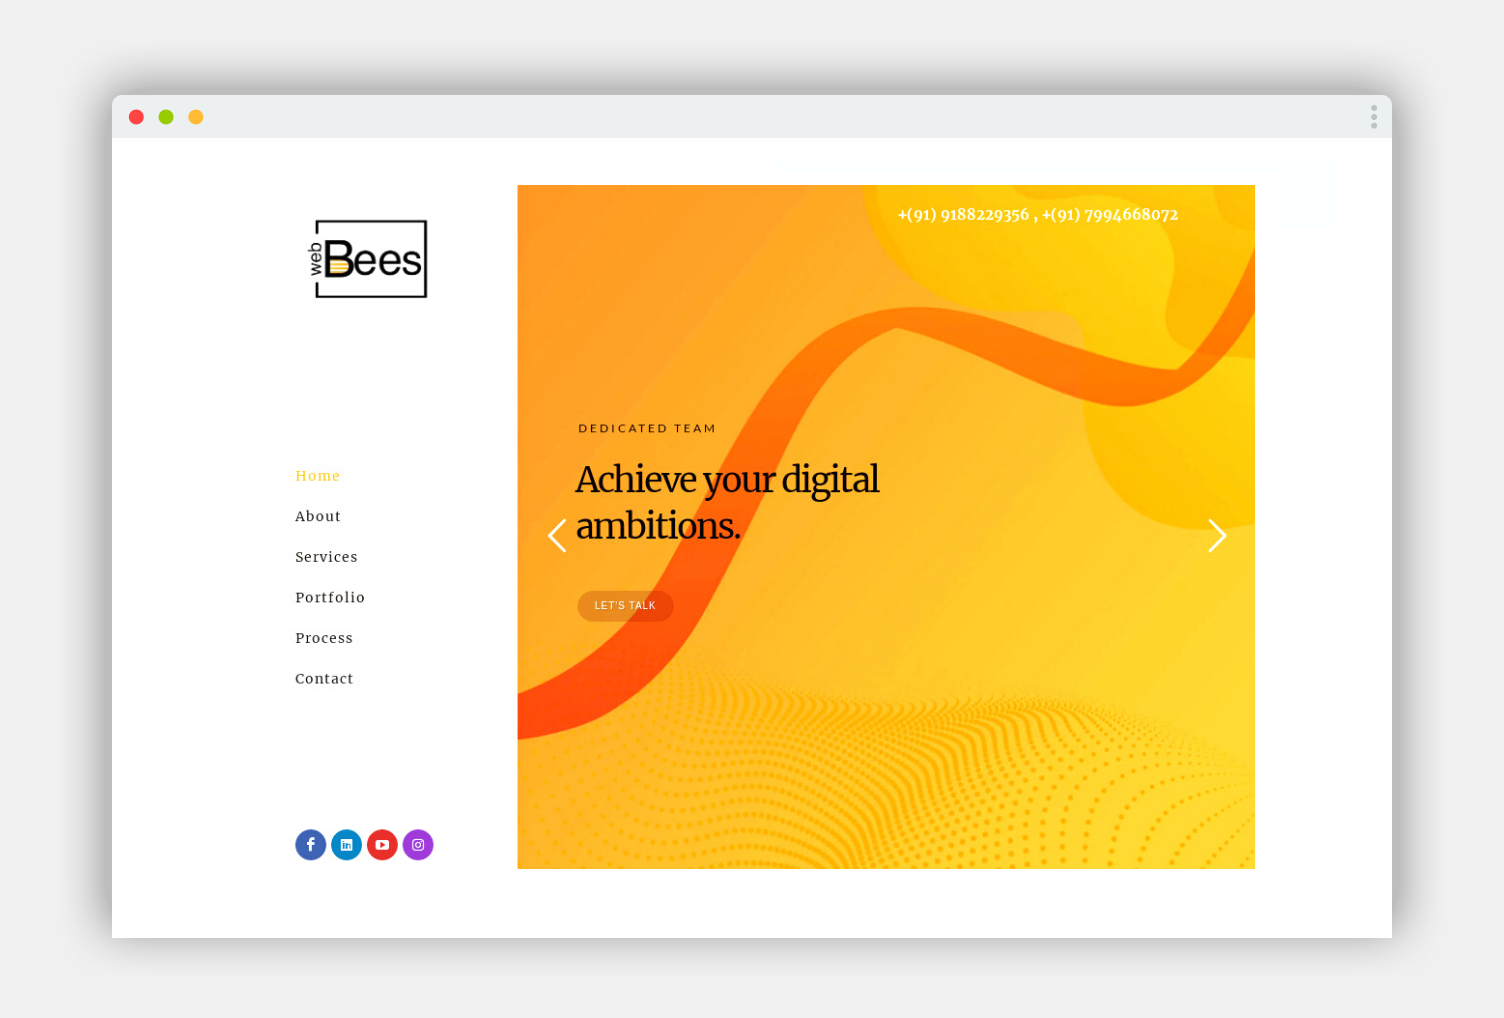 web
Bees
Home
About
Services
Portfolio
Process
Contact
+(91) 9188229356 , +(91) 7994668072
DEDICATED TEAM
Achieve your digital
ambitions.
LET'S TALK